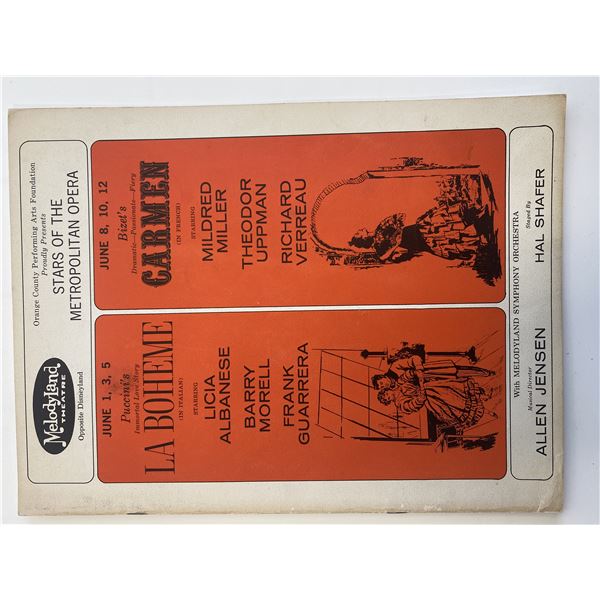 Melodyland
THEATRE
Opposite Disneyland
Orange County Performing Arts Foundation
Proudly Presents
STARS OF THE
METROPOLITAN OPERA
JUNE 1, 3, 5
Puccini's
Immortal Love Story
LA BOHEME
(IN ITALIAN)
STARRING
LICIA
ALBANESE
BARRY
MORELL
FRANK
GUARRERA
JUNE 8, 10, 12
Bizet's
Dramatic—Passionate—Fiery
CARMEN
(IN FRENCH)
STARRING
MILDRED
MILLER
THEODOR
UPPMAN
RICHARD
VERREAU
With MELODYLAND SYMPHONY ORCHESTRA
Musical Director
ALLEN JENSEN
Staged By
HAL SHAFER